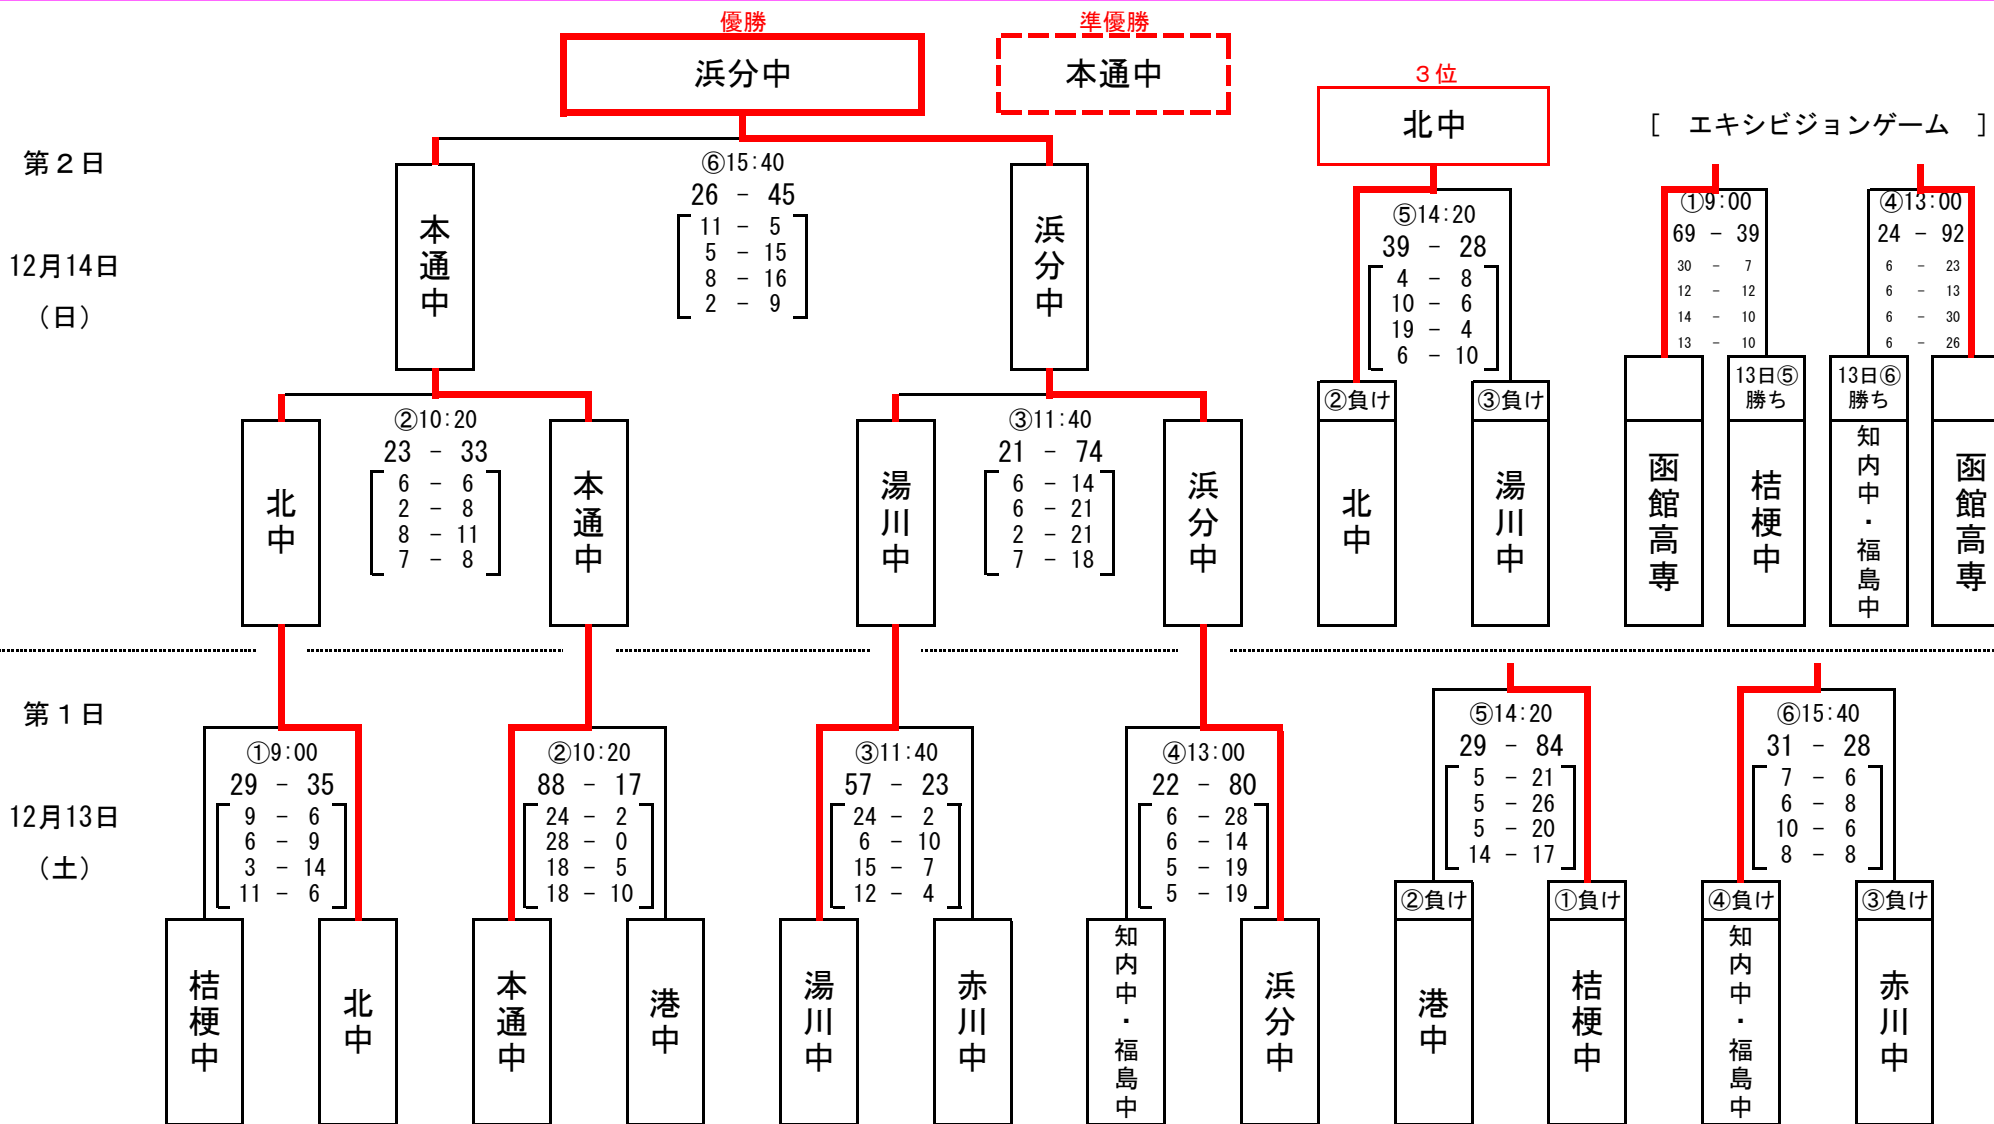 優勝
準優勝
浜分中
本通中
３位
北中
[　エキシビジョンゲーム　]
第２日
12月14日
（日）
本通中
⑥15:40
26 － 45
11 － 5
5 － 15
8 － 16
2 － 9
浜分中
⑤14:20
39 － 28
4 － 8
10 － 6
19 － 4
6 － 10
①9:00
69 － 39
30 － 7
12 － 12
14 － 10
13 － 10
④13:00
24 － 92
6 － 23
6 － 13
6 － 30
6 － 26
北中
②10:20
23 － 33
6 － 6
2 － 8
8 － 11
7 － 8
本通中
湯川中
③11:40
21 － 74
6 － 14
6 － 21
2 － 21
7 － 18
浜分中
②負け
北中
③負け
湯川中
函館高専
13日⑤
勝ち
桔梗中
13日⑥
勝ち
知内中・福島中
函館高専
第１日
12月13日
（土）
①9:00
29 － 35
9 － 6
6 － 9
3 － 14
11 － 6
桔梗中
北中
②10:20
88 － 17
24 － 2
28 － 0
18 － 5
18 － 10
本通中
港中
③11:40
57 － 23
24 － 2
6 － 10
15 － 7
12 － 4
湯川中
赤川中
④13:00
22 － 80
6 － 28
6 － 14
5 － 19
5 － 19
知内中・福島中
浜分中
⑤14:20
29 － 84
5 － 21
5 － 26
5 － 20
14 － 17
②負け
港中
①負け
桔梗中
⑥15:40
31 － 28
7 － 6
6 － 8
10 － 6
8 － 8
④負け
知内中・福島中
③負け
赤川中